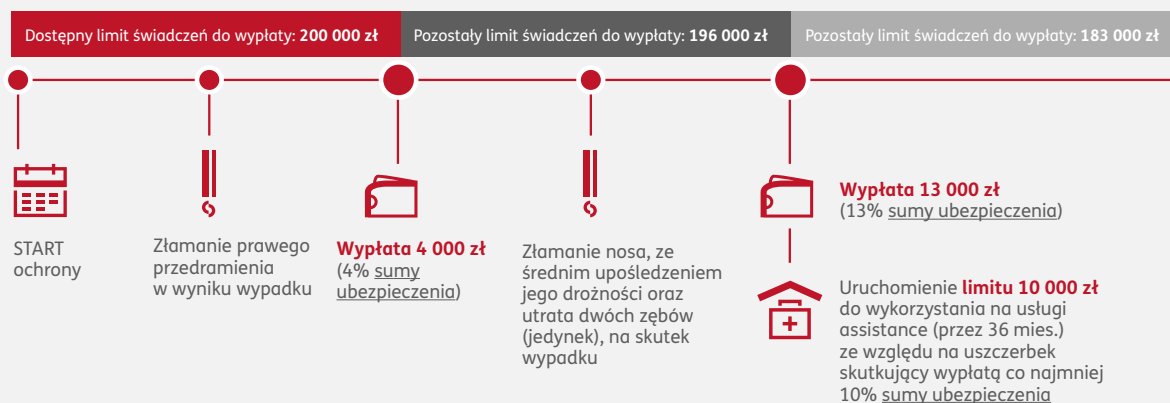 Dostępny limit świadczeń do wypłaty: 200 000 zł
Pozostały limit świadczeń do wypłaty: 196 000 zł
Pozostały limit świadczeń do wypłaty: 183 000 zł
START
ochrony
Złamanie prawego
przedramienia
w wyniku wypadku
Wypłata 4 000 zł
(4% sumy
ubezpieczenia)
Złamanie nosa, ze
średnim upośledzeniem
jego drożności oraz
utrata dwóch zębów
(jedynek), na skutek
wypadku
Wypłata 13 000 zł
(13% sumy ubezpieczenia)
Uruchomienie limitu 10 000 zł
do wykorzystania na usługi
assistance (przez 36 mies.)
ze względu na uszczerbek
skutkujący wypłatą co najmniej
10% sumy ubezpieczenia